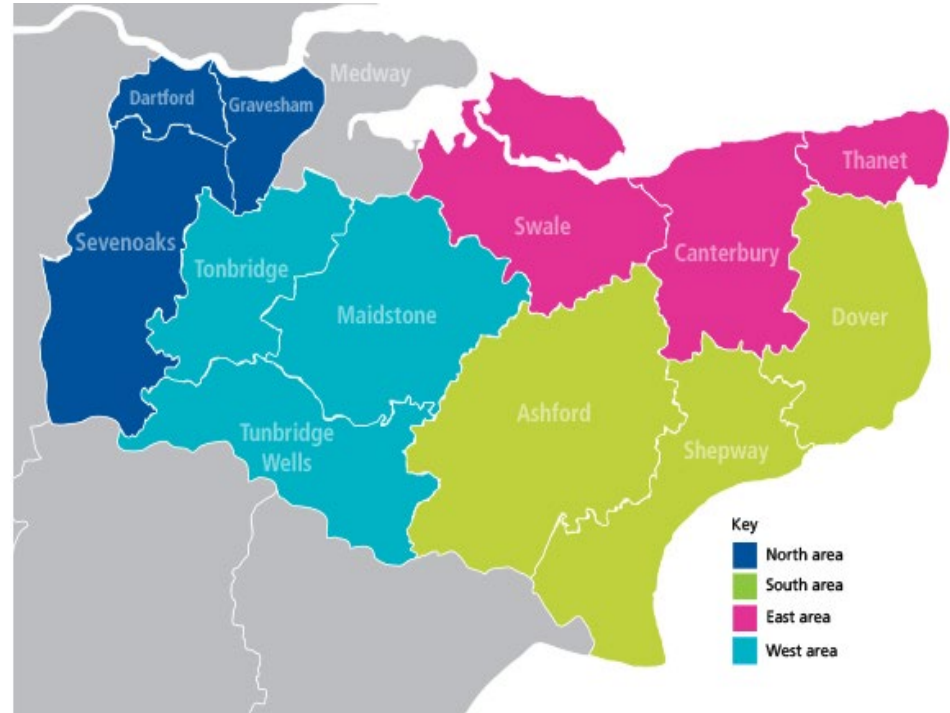 Medway
Dartford
Gravesham
Thanet
Swale
Sevenoaks
Canterbury
Tonbridge
Maidstone
Dover
Ashford
Tunbridge
Wells
Shepway
Key
North area
South area
East area
West area